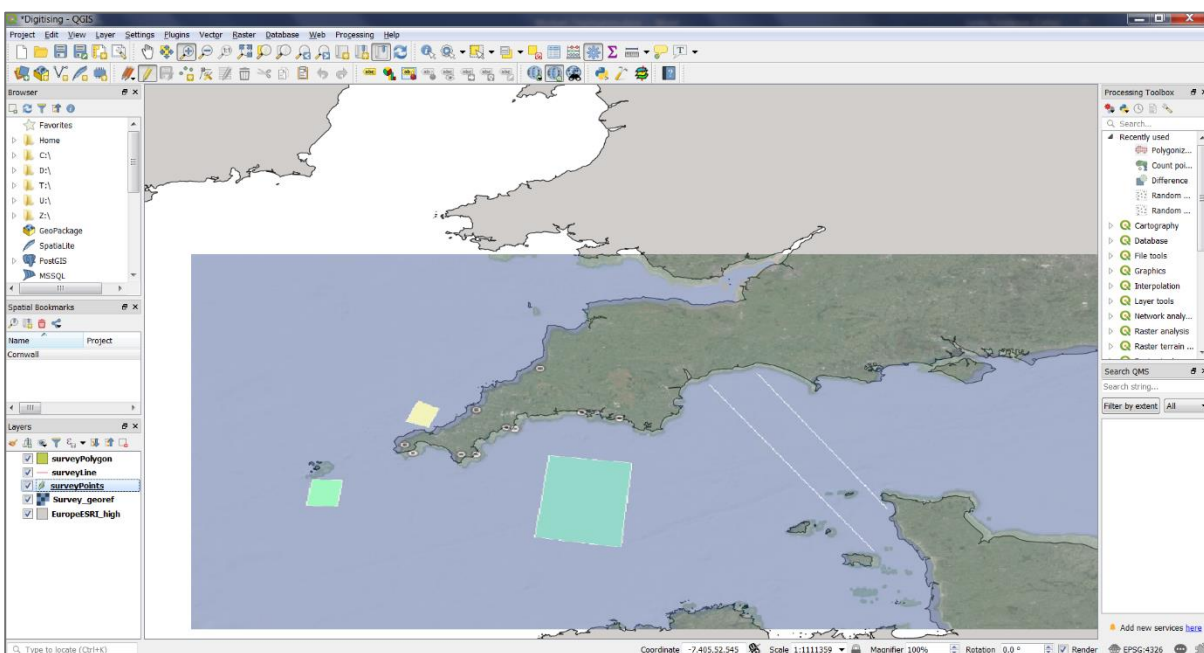 *Digitising - QGIS
Project Edit View Layer Settings Plugins Vector Raster Database Web Processing Help
Browser
Favorites
Home
C:\
D:\
T:\
U:\
Z:\
GeoPackage
SpatiaLite
PostGIS
MSSQL
Spatial Bookmarks
Name Project
Cornwall
Layers
surveyPolygon
surveyLine
surveyPoints
Survey_georef
EuropeESRI_high
Processing Toolbox
Search...
Recently used
Polygoniz...
Count poi...
Difference
Random ...
Random ...
Cartography
Database
File tools
Graphics
Interpolation
Layer tools
Network analy...
Raster analysis
Raster terrain ...
Search QMS
Search string...
Filter by extent All
Add new services here
Type to locate (Ctrl+K)
Coordinate -7.405,52.545 Scale 1:1111359 Magnifier 100% Rotation 0.0 ° Render EPSG:4326